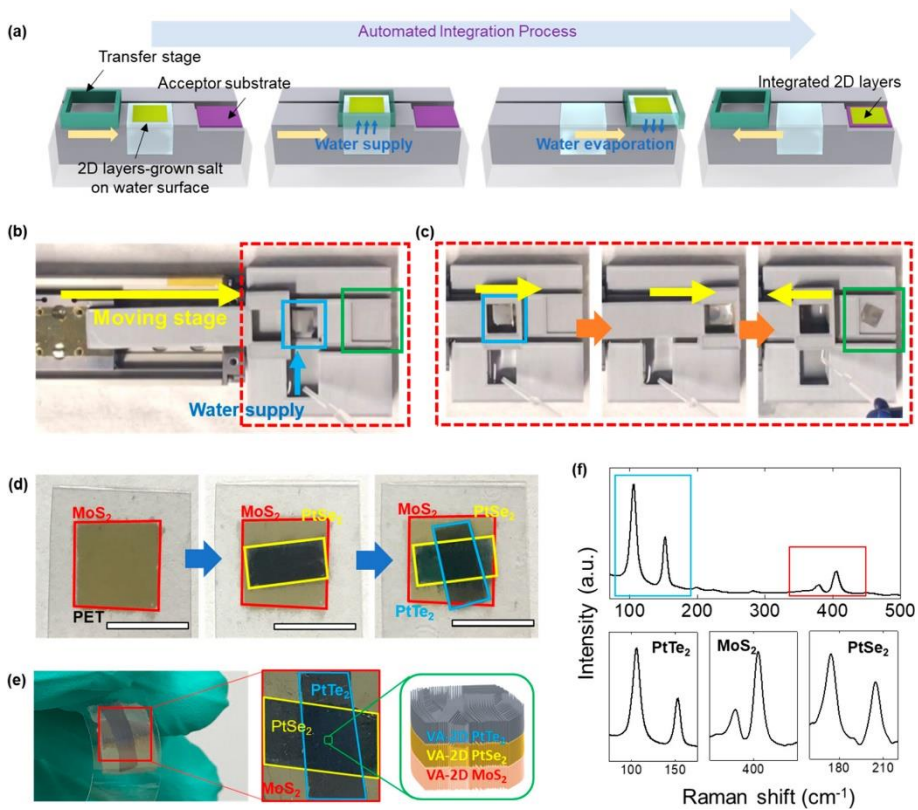 (a)
Automated Integration Process
Transfer stage
Acceptor substrate
Integrated 2D layers
Water supply
Water evaporation
2D layers-grown salt
on water surface
(b)
Moving stage
Water supply
(c)
(d)
MoS₂
PET
MoS₂
PtSe₂
MoS₂
PtSe₂
PtTe₂
(e)
PtTe₂
PtSe₂
MoS₂
VA-2D PtTe₂
VA-2D PtSe₂
VA-2D MoS₂
(f)
Intensity (a.u.)
100 200 300 400 500
PtTe₂
MoS₂
PtSe₂
100 150
400
180 210
Raman shift (cm⁻¹)